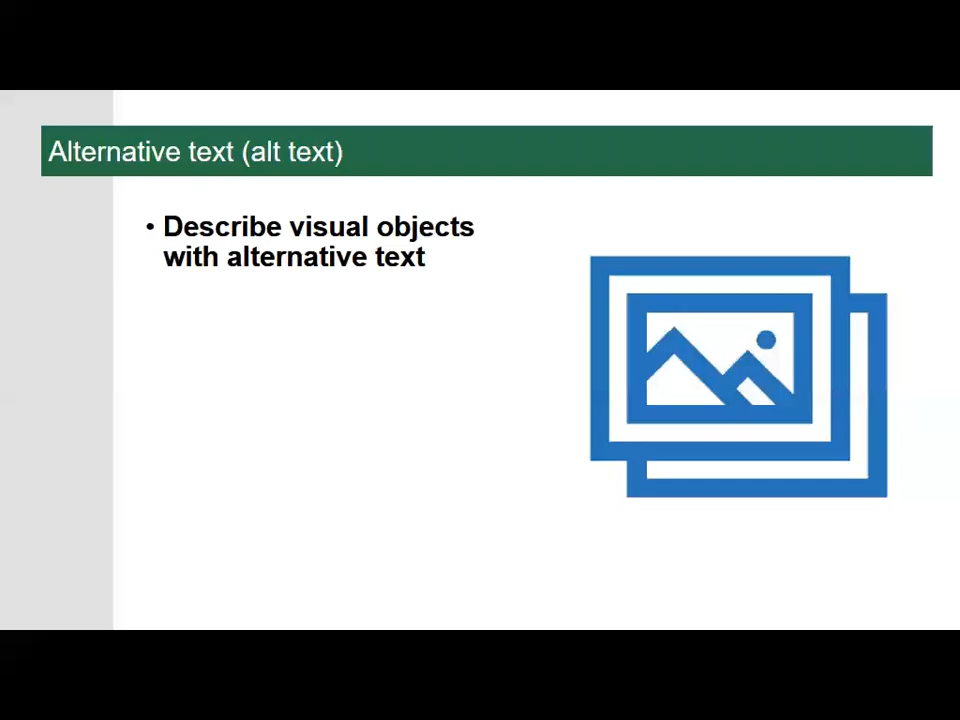 Alternative text (alt text)
• Describe visual objects
with alternative text